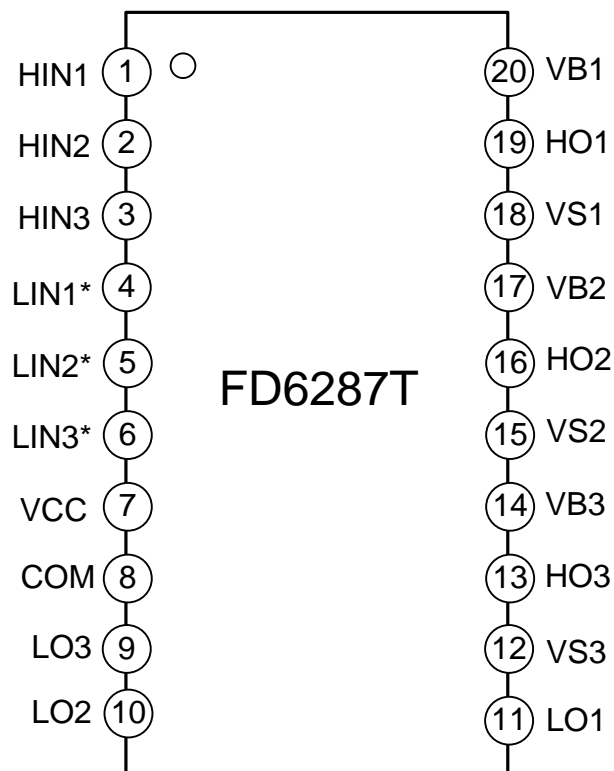 HIN1 1 20 VB1
HIN2 2 19 HO1
HIN3 3 18 VS1
LIN1* 4 17 VB2
LIN2* 5 16 HO2
FD6287T
LIN3* 6 15 VS2
VCC 7 14 VB3
COM 8 13 HO3
LO3 9 12 VS3
LO2 10 11 LO1